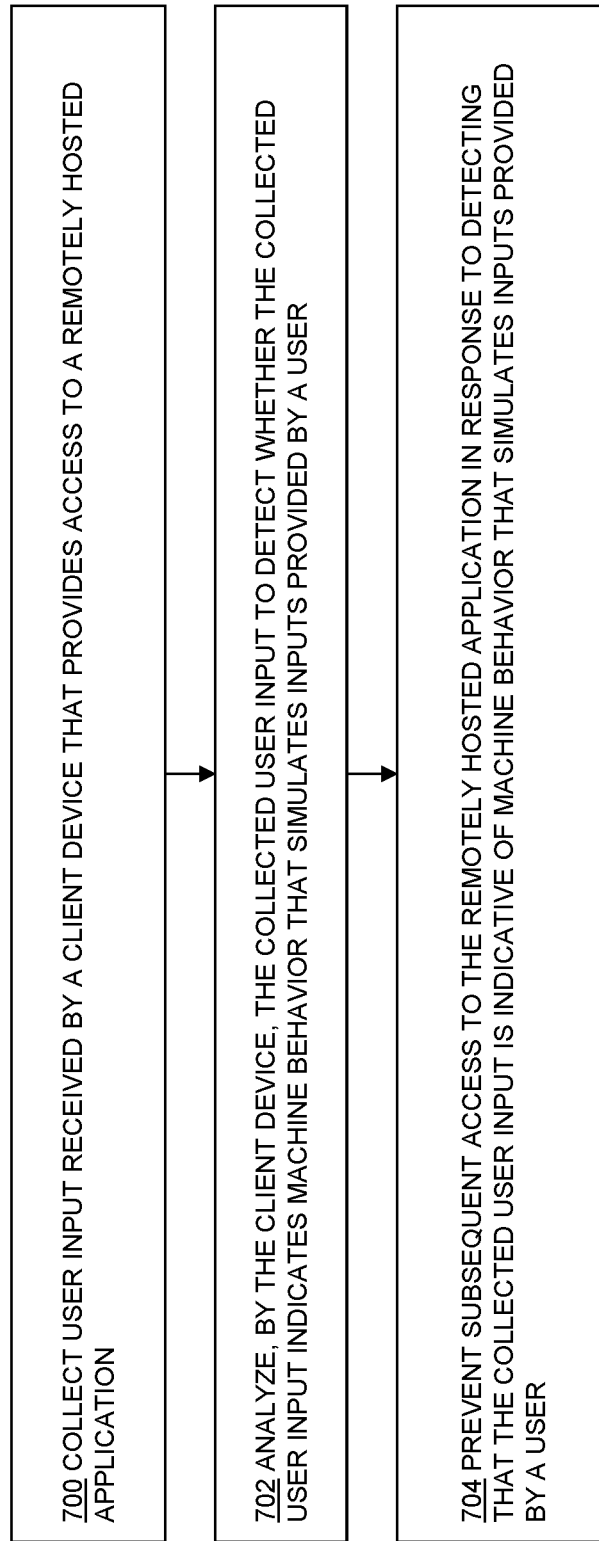 700 COLLECT USER INPUT RECEIVED BY A CLIENT DEVICE THAT PROVIDES ACCESS TO A REMOTELY HOSTED
APPLICATION
702 ANALYZE, BY THE CLIENT DEVICE, THE COLLECTED USER INPUT TO DETECT WHETHER THE COLLECTED
USER INPUT INDICATES MACHINE BEHAVIOR THAT SIMULATES INPUTS PROVIDED BY A USER
704 PREVENT SUBSEQUENT ACCESS TO THE REMOTELY HOSTED APPLICATION IN RESPONSE TO DETECTING
THAT THE COLLECTED USER INPUT IS INDICATIVE OF MACHINE BEHAVIOR THAT SIMULATES INPUTS PROVIDED
BY A USER